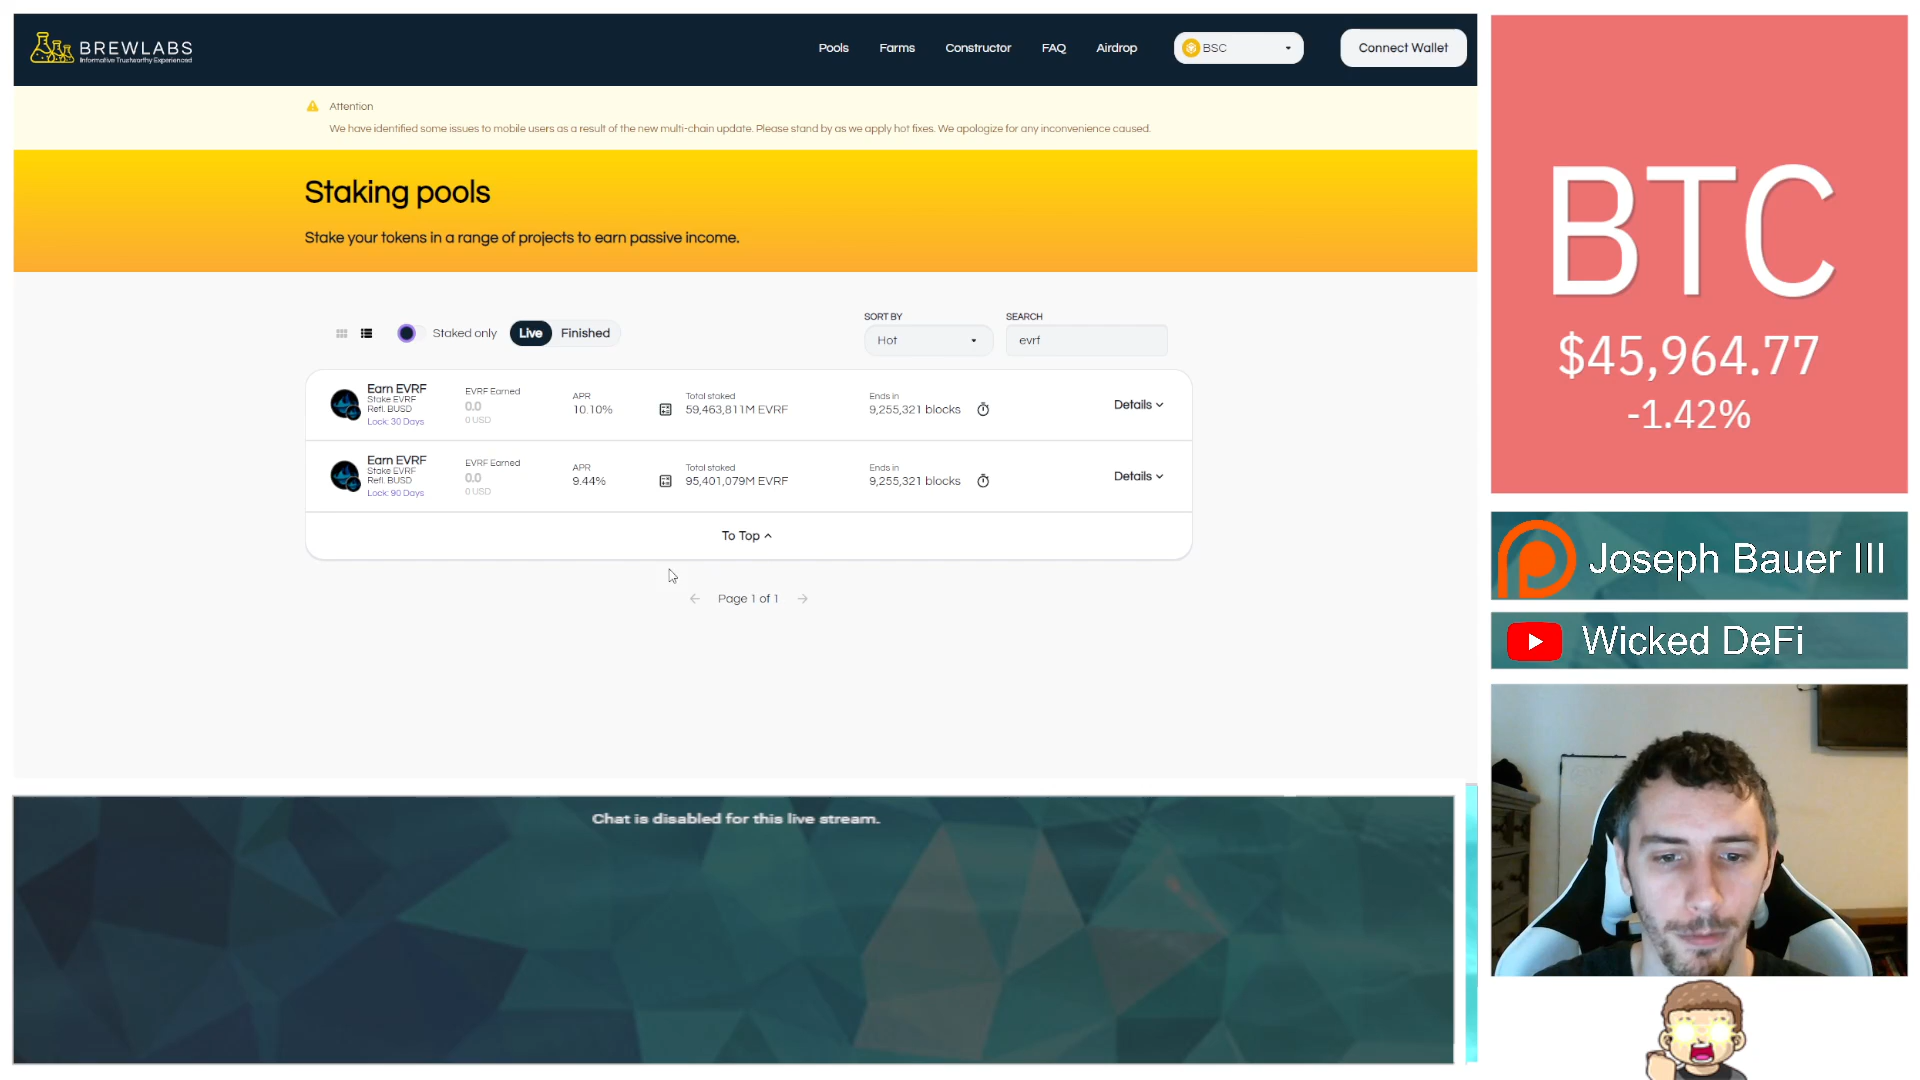 BREWLABS
Informative Trustworthy Experienced
Pools
Farms
Constructor
FAQ
Airdrop
BSC
Connect Wallet
Attention
We have identified some issues to mobile users as a result of the new multi-chain update. Please stand by as we apply hot fixes. We apologize for any inconvenience caused.
Staking pools
Stake your tokens in a range of projects to earn passive income.
Staked only
Live
Finished
SORT BY
Hot
SEARCH
evrf
Earn EVRF
Stake EVRF
Refl. BUSD
Lock: 30 Days
EVRF Earned
0.0
0 USD
APR
10.10%
Total staked
59,463,811M EVRF
Ends in
9,255,321 blocks
Details
Earn EVRF
Stake EVRF
Refl. BUSD
Lock: 90 Days
EVRF Earned
0.0
0 USD
APR
9.44%
Total staked
95,401,079M EVRF
Ends in
9,255,321 blocks
Details
To Top
Page 1 of 1
Chat is disabled for this live stream.
BTC
$45,964.77
-1.42%
Joseph Bauer III
Wicked DeFi